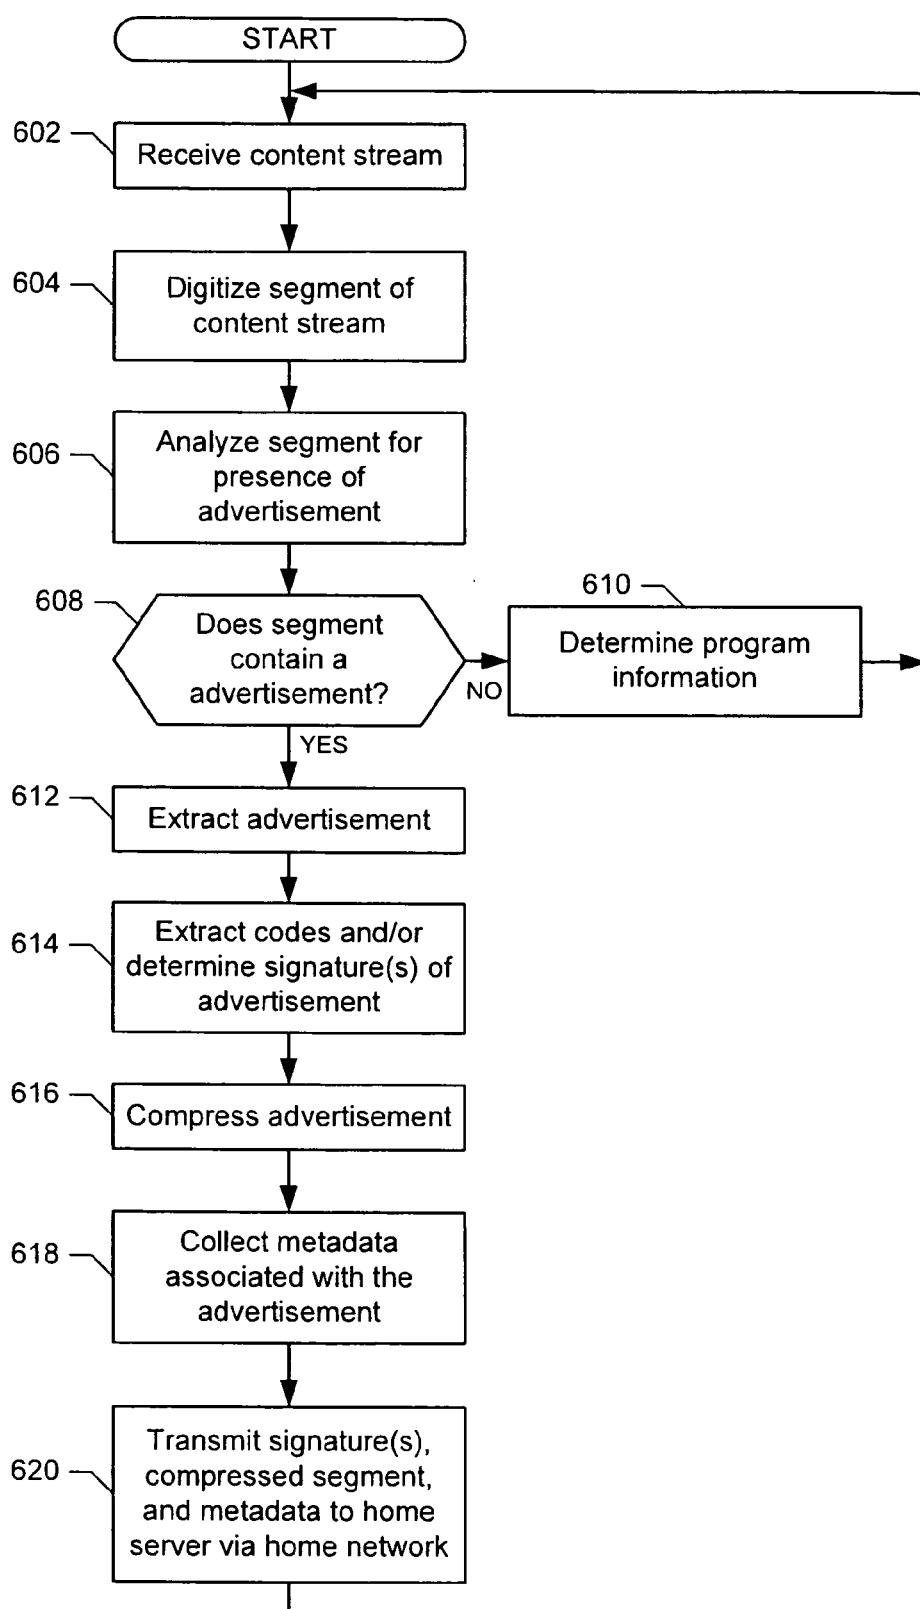 START
602
Receive content stream
604
Digitize segment of
content stream
606
Analyze segment for
presence of
advertisement
608
Does segment
contain a
advertisement?
NO
YES
610
Determine program
information
612
Extract advertisement
614
Extract codes and/or
determine signature(s) of
advertisement
616
Compress advertisement
618
Collect metadata
associated with the
advertisement
620
Transmit signature(s),
compressed segment,
and metadata to home
server via home network